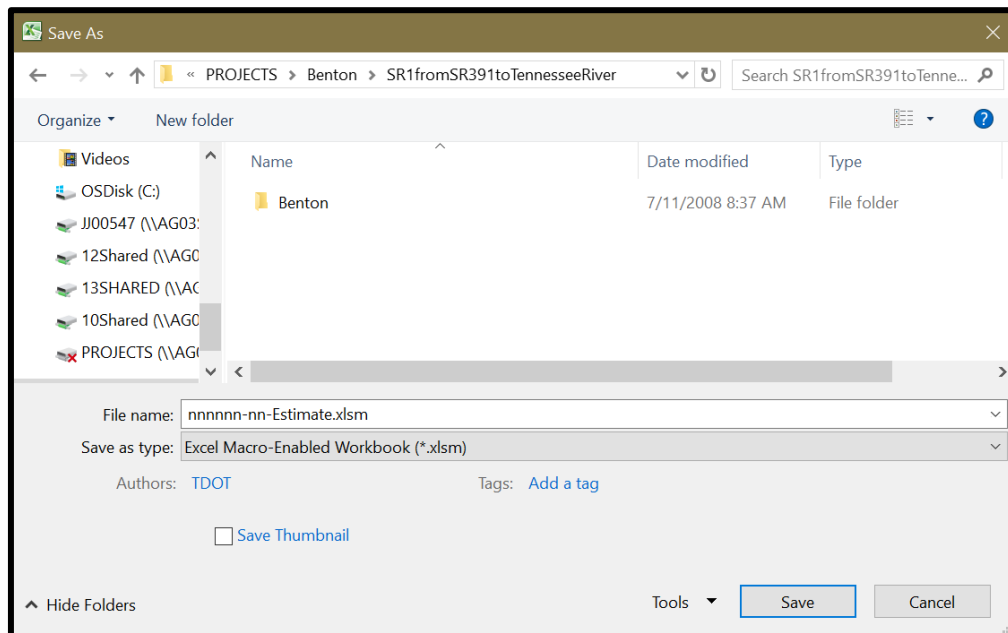 Save As
« PROJECTS > Benton > SR1fromSR391toTennesseeRiver
Search SR1fromSR391toTenne...
Organize
New folder
?
Name
Date modified
Type
Videos
OSDisk (C:)
JJ00547 (\\AG03S
12Shared (\\AG0
13SHARED (\\AG
10Shared (\\AG0
PROJECTS (\\AG0
Benton
7/11/2008 8:37 AM
File folder
File name: nnnnnn-nn-Estimate.xlsm
Save as type: Excel Macro-Enabled Workbook (*.xlsm)
Authors: TDOT
Tags: Add a tag
Save Thumbnail
Hide Folders
Tools
Save
Cancel